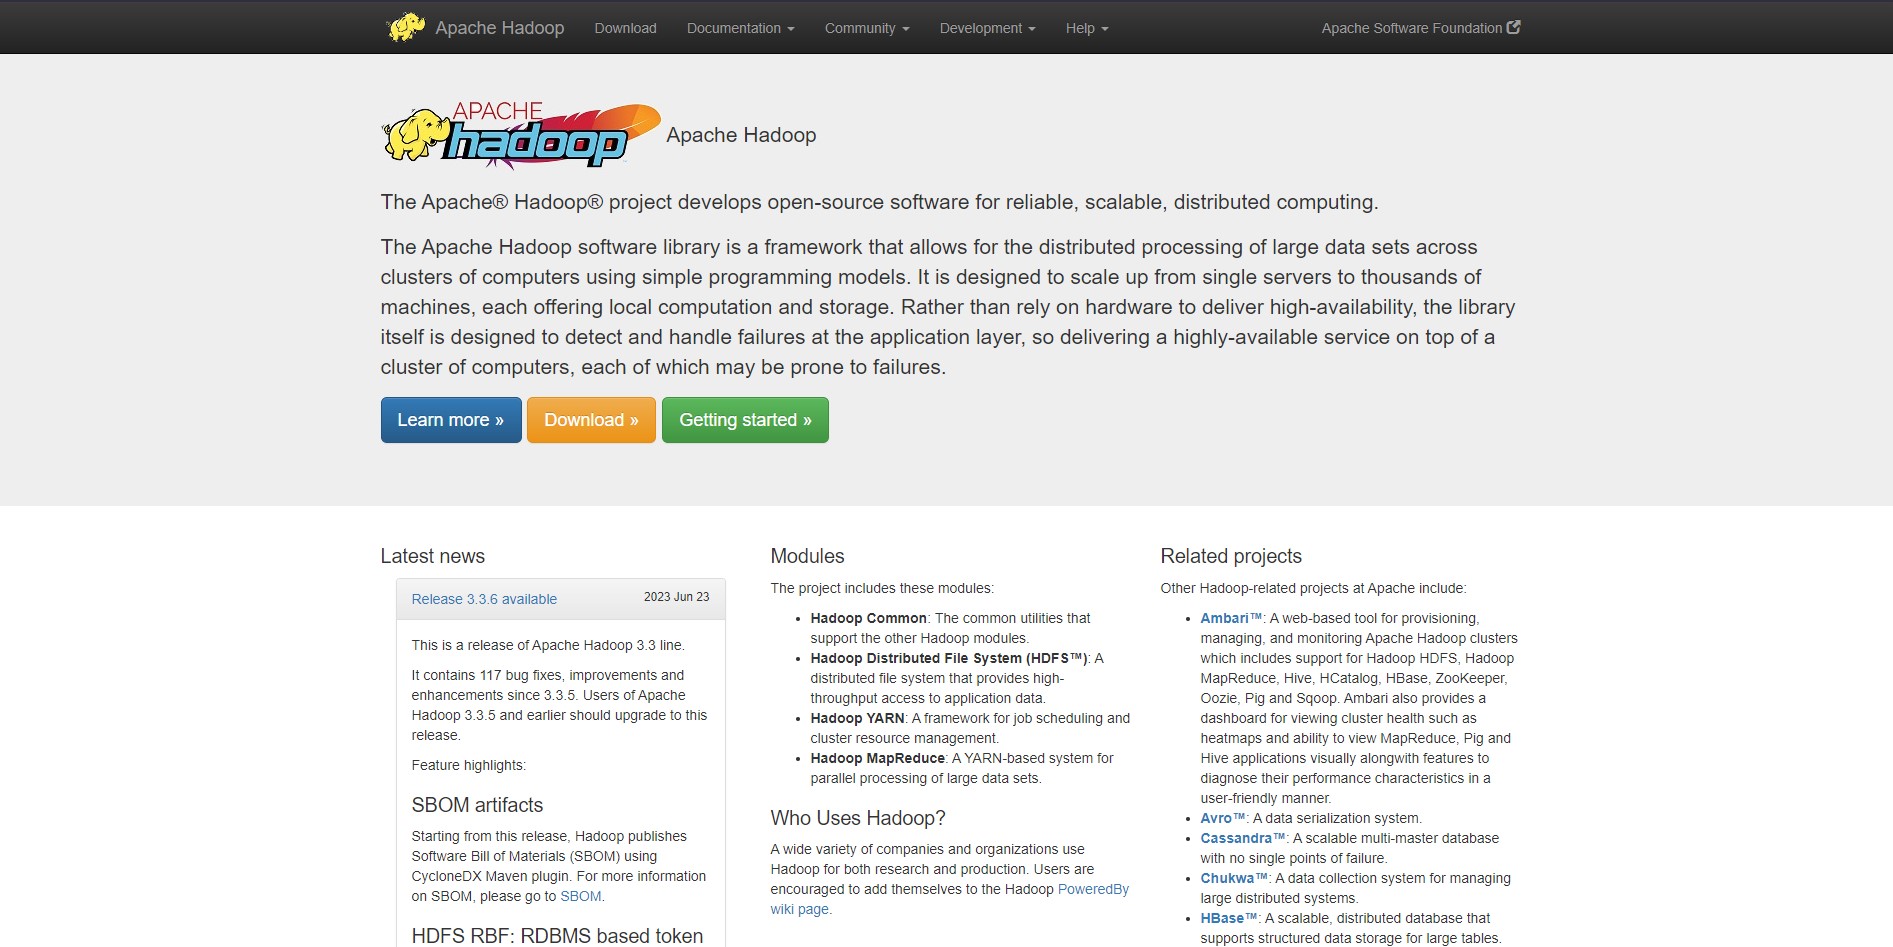 Apache Hadoop Download Documentation Community Development Help Apache Software Foundation
APACHE
hadoop
Apache Hadoop
The Apache® Hadoop® project develops open-source software for reliable, scalable, distributed computing.
The Apache Hadoop software library is a framework that allows for the distributed processing of large data sets across
clusters of computers using simple programming models. It is designed to scale up from single servers to thousands of
machines, each offering local computation and storage. Rather than rely on hardware to deliver high-availability, the library
itself is designed to detect and handle failures at the application layer, so delivering a highly-available service on top of a
cluster of computers, each of which may be prone to failures.
Learn more » Download » Getting started »
Latest news
Release 3.3.6 available 2023 Jun 23
This is a release of Apache Hadoop 3.3 line.
It contains 117 bug fixes, improvements and
enhancements since 3.3.5. Users of Apache
Hadoop 3.3.5 and earlier should upgrade to this
release.
Feature highlights:
SBOM artifacts
Starting from this release, Hadoop publishes
Software Bill of Materials (SBOM) using
CycloneDX Maven plugin. For more information
on SBOM, please go to SBOM.
HDFS RBF: RDBMS based token
Modules
The project includes these modules:
• Hadoop Common: The common utilities that
support the other Hadoop modules.
• Hadoop Distributed File System (HDFS™): A
distributed file system that provides high-
throughput access to application data.
• Hadoop YARN: A framework for job scheduling and
cluster resource management.
• Hadoop MapReduce: A YARN-based system for
parallel processing of large data sets.
Who Uses Hadoop?
A wide variety of companies and organizations use
Hadoop for both research and production. Users are
encouraged to add themselves to the Hadoop PoweredBy
wiki page.
Related projects
Other Hadoop-related projects at Apache include:
• Ambari™: A web-based tool for provisioning,
managing, and monitoring Apache Hadoop clusters
which includes support for Hadoop HDFS, Hadoop
MapReduce, Hive, HCatalog, HBase, ZooKeeper,
Oozie, Pig and Sqoop. Ambari also provides a
dashboard for viewing cluster health such as
heatmaps and ability to view MapReduce, Pig and
Hive applications visually alongwith features to
diagnose their performance characteristics in a
user-friendly manner.
• Avro™: A data serialization system.
• Cassandra™: A scalable multi-master database
with no single points of failure.
• Chukwa™: A data collection system for managing
large distributed systems.
• HBase™: A scalable, distributed database that
supports structured data storage for large tables.